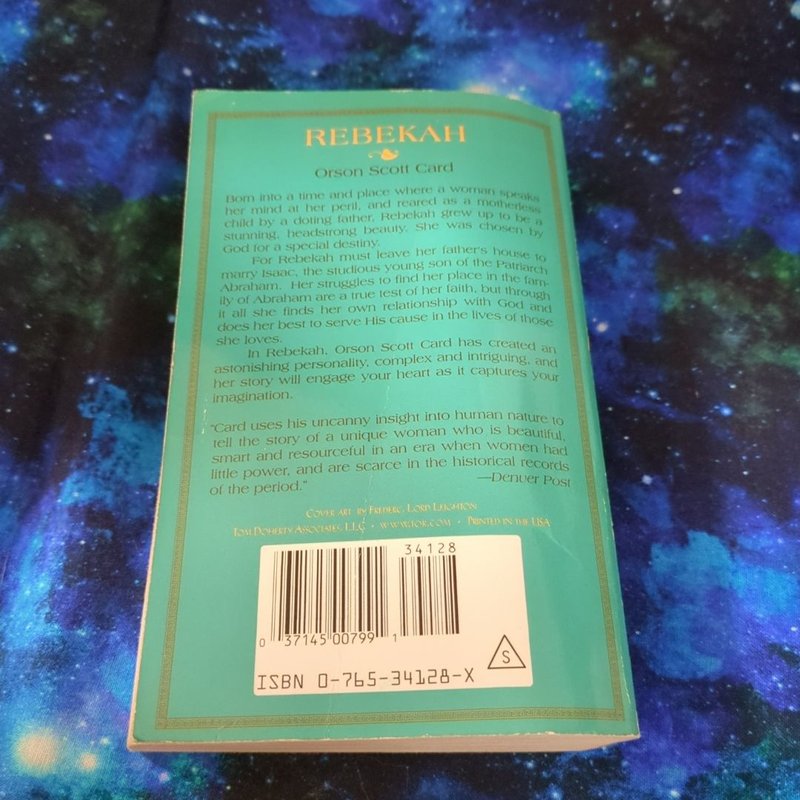 REBEKAH
Orson Scott Card
Born into a time and place where a woman speaks
her mind at her peril, and reared as a motherless
child by a doting father, Rebekah grew up to be a
stunning, headstrong beauty. She was chosen by
God for a special destiny.
For Rebekah must leave her father's house to
marry Isaac, the studious young son of the Patriarch
Abraham. Her struggles to find her place in the fam-
ily of Abraham are a true test of her faith, but through
it all she finds her own relationship with God and
does her best to serve His cause in the lives of those
she loves.
In Rebekah, Orson Scott Card has created an
astonishing personality, complex and intriguing, and
her story will engage your heart as it captures your
imagination.
"Card uses his uncanny insight into human nature to
tell the story of a unique woman who is beautiful,
smart and resourceful in an era when women had
little power, and are scarce in the historical records
of the period."
—Denver Post
Cover art by Frederic, Lord Leighton
Tom Doherty Associates, LLC • www.tor.com • Printed in the USA
34128
0 37145 00799 1
S
ISBN 0-765-34128-X